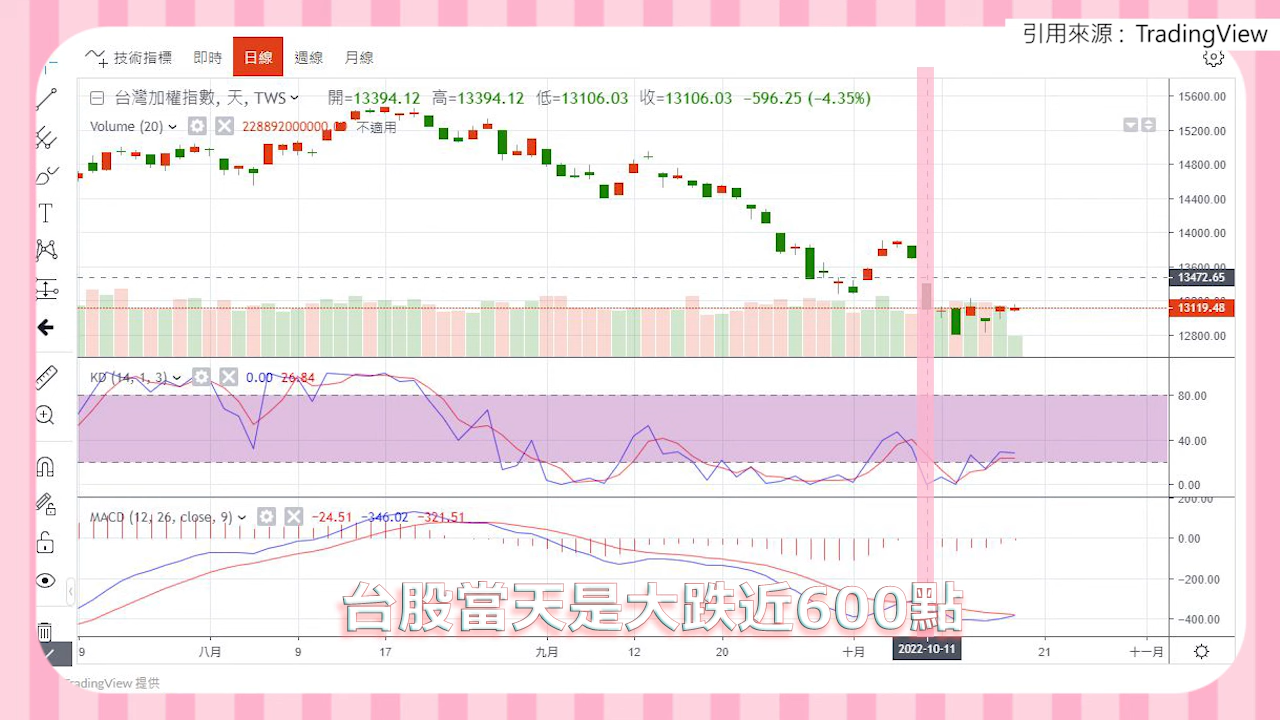 引用來源：TradingView
技術指標 即時 日線 週線 月線
台灣加權指數, 天, TWS 開=13394.12 高=13394.12 低=13106.03 收=13106.03 −596.25 (−4.35%)
Volume (20) 228892000000.00 不適用
15600.00
15200.00
14800.00
14400.00
14000.00
13600.00
13472.65
13200.00
13119.48
12800.00
KD (14, 1, 3) 0.00 26.84
80.00
40.00
0.00
MACD (12, 26, close, 9) −24.51 −346.02 −321.51
200.00
0.00
−200.00
−400.00
台股當天是大跌近600點
9 八月 9 17 九月 12 20 十月 2022-10-11 21 十一月
TradingView 提供